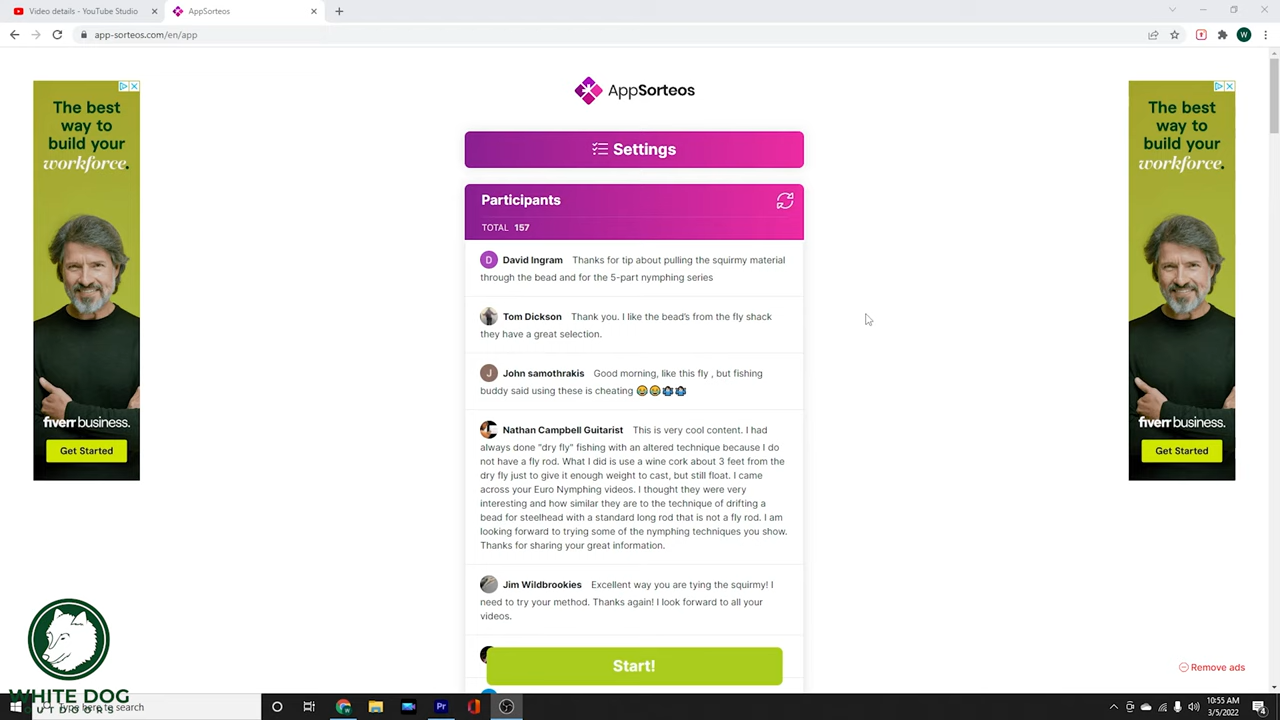 Video details - YouTube Studio
AppSorteos
app-sorteos.com/en/app
W
The best
way to
build your
workforce.
fiverr business.
Get Started
AppSorteos
Settings
Participants
TOTAL 157
D David Ingram Thanks for tip about pulling the squirmy material
through the bead and for the 5-part nymphing series
Tom Dickson Thank you. I like the bead's from the fly shack
they have a great selection.
J John samothrakis Good morning, like this fly , but fishing
buddy said using these is cheating 😂😂🤷🤷
Nathan Campbell Guitarist This is very cool content. I had
always done "dry fly" fishing with an altered technique because I do
not have a fly rod. What I did is use a wine cork about 3 feet from the
dry fly just to give it enough weight to cast, but still float. I came
across your Euro Nymphing videos. I thought they were very
interesting and how similar they are to the technique of drifting a
bead for steelhead with a standard long rod that is not a fly rod. I am
looking forward to trying some of the nymphing techniques you show.
Thanks for sharing your great information.
Jim Wildbrookies Excellent way you are tying the squirmy! I
need to try your method. Thanks again! I look forward to all your
videos.
Start!
The best
way to
build your
workforce.
fiverr business.
Get Started
Remove ads
WHITE DOG
OUTDOORS
Type here to search
Pr
10:55 AM
3/5/2022
4